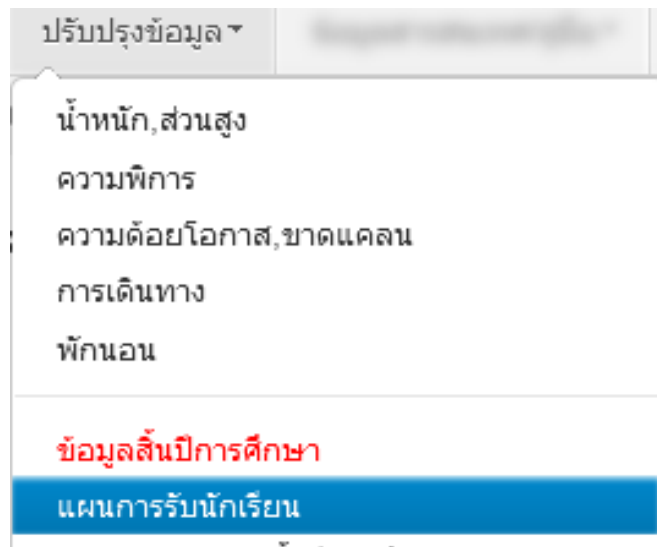 ปรับปรุงข้อมูล
น้ำหนัก,ส่วนสูง
ความพิการ
ความด้อยโอกาส,ขาดแคลน
การเดินทาง
พักนอน
ข้อมูลสิ้นปีการศึกษา
แผนการรับนักเรียน